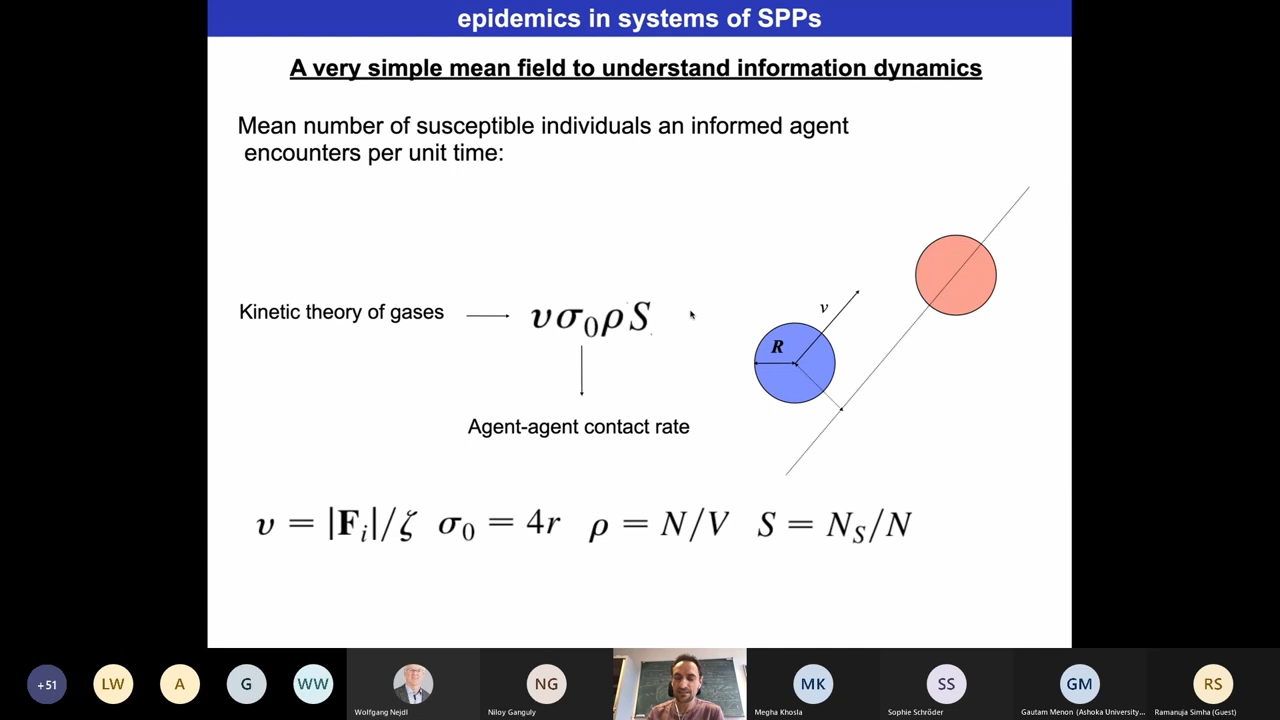 epidemics in systems of SPPs
A very simple mean field to understand information dynamics
Mean number of susceptible individuals an informed agent
encounters per unit time:
Kinetic theory of gases
υσ₀ρS
v
R
Agent-agent contact rate
υ = |Fᵢ|/ζ σ₀ = 4r ρ = N/V S = N_S/N
+51
LW
A
G
WW
Wolfgang Nejdl
NG
Niloy Ganguly
MK
Megha Khosla
SS
Sophie Schröder
GM
Gautam Menon (Ashoka University...
RS
Ramanuja Simha (Guest)